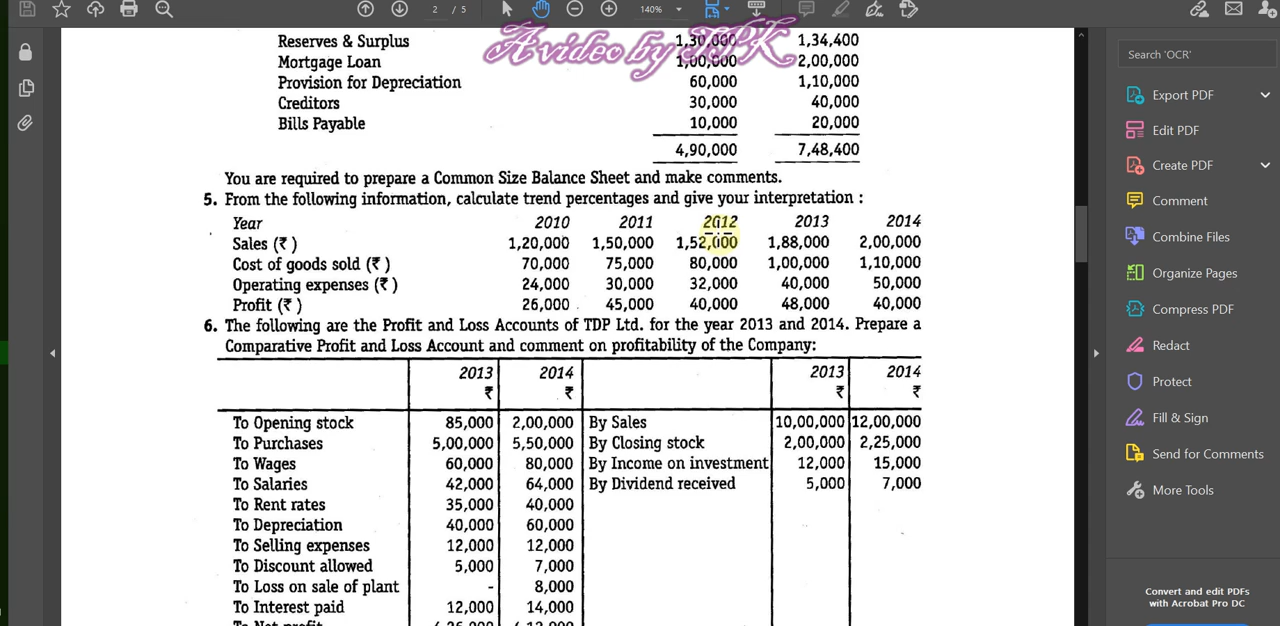 2 / 5 140%
A video by TPK
Reserves & Surplus 1,30,000 1,34,400
Mortgage Loan 1,00,000 2,00,000
Provision for Depreciation 60,000 1,10,000
Creditors 30,000 40,000
Bills Payable 10,000 20,000
4,90,000 7,48,400
You are required to prepare a Common Size Balance Sheet and make comments.
5. From the following information, calculate trend percentages and give your interpretation :
Year 2010 2011 2012 2013 2014
Sales (₹) 1,20,000 1,50,000 1,52,000 1,88,000 2,00,000
Cost of goods sold (₹) 70,000 75,000 80,000 1,00,000 1,10,000
Operating expenses (₹) 24,000 30,000 32,000 40,000 50,000
Profit (₹) 26,000 45,000 40,000 48,000 40,000
6. The following are the Profit and Loss Accounts of TDP Ltd. for the year 2013 and 2014. Prepare a
Comparative Profit and Loss Account and comment on profitability of the Company:
2013 2014 2013 2014
₹ ₹ ₹ ₹
To Opening stock 85,000 2,00,000 By Sales 10,00,000 12,00,000
To Purchases 5,00,000 5,50,000 By Closing stock 2,00,000 2,25,000
To Wages 60,000 80,000 By Income on investment 12,000 15,000
To Salaries 42,000 64,000 By Dividend received 5,000 7,000
To Rent rates 35,000 40,000
To Depreciation 40,000 60,000
To Selling expenses 12,000 12,000
To Discount allowed 5,000 7,000
To Loss on sale of plant - 8,000
To Interest paid 12,000 14,000
To Net profit
Search 'OCR'
Export PDF
Edit PDF
Create PDF
Comment
Combine Files
Organize Pages
Compress PDF
Redact
Protect
Fill & Sign
Send for Comments
More Tools
Convert and edit PDFs
with Acrobat Pro DC